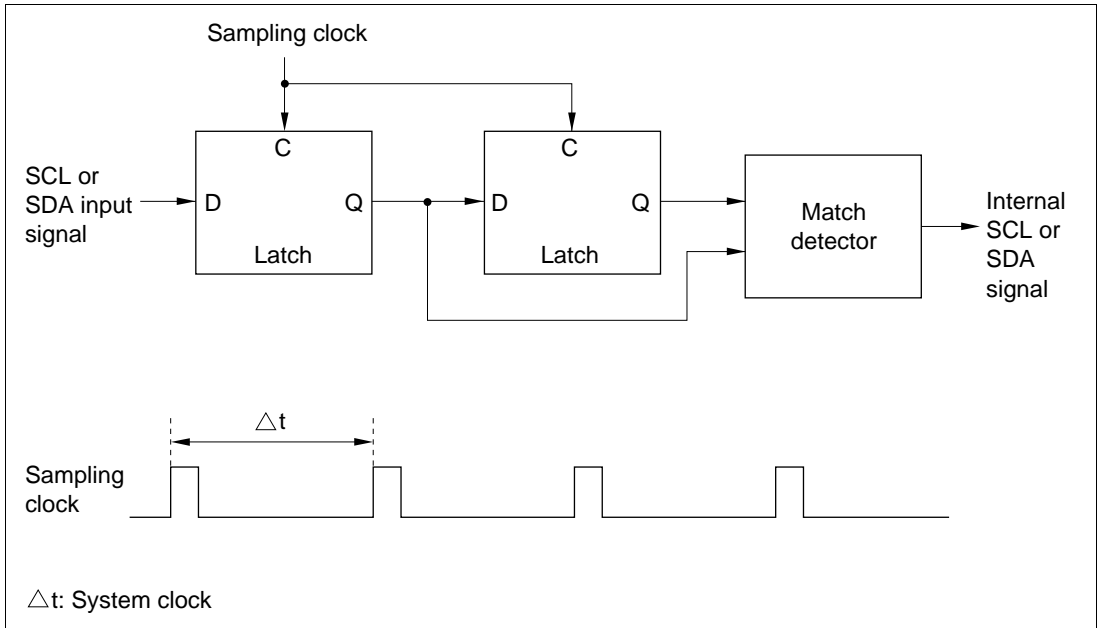 Sampling clock
C
C
SCL or
SDA input
signal
D
Q
D
Q
Latch
Latch
Match
detector
Internal
SCL or
SDA
signal
△t
Sampling
clock
△t: System clock